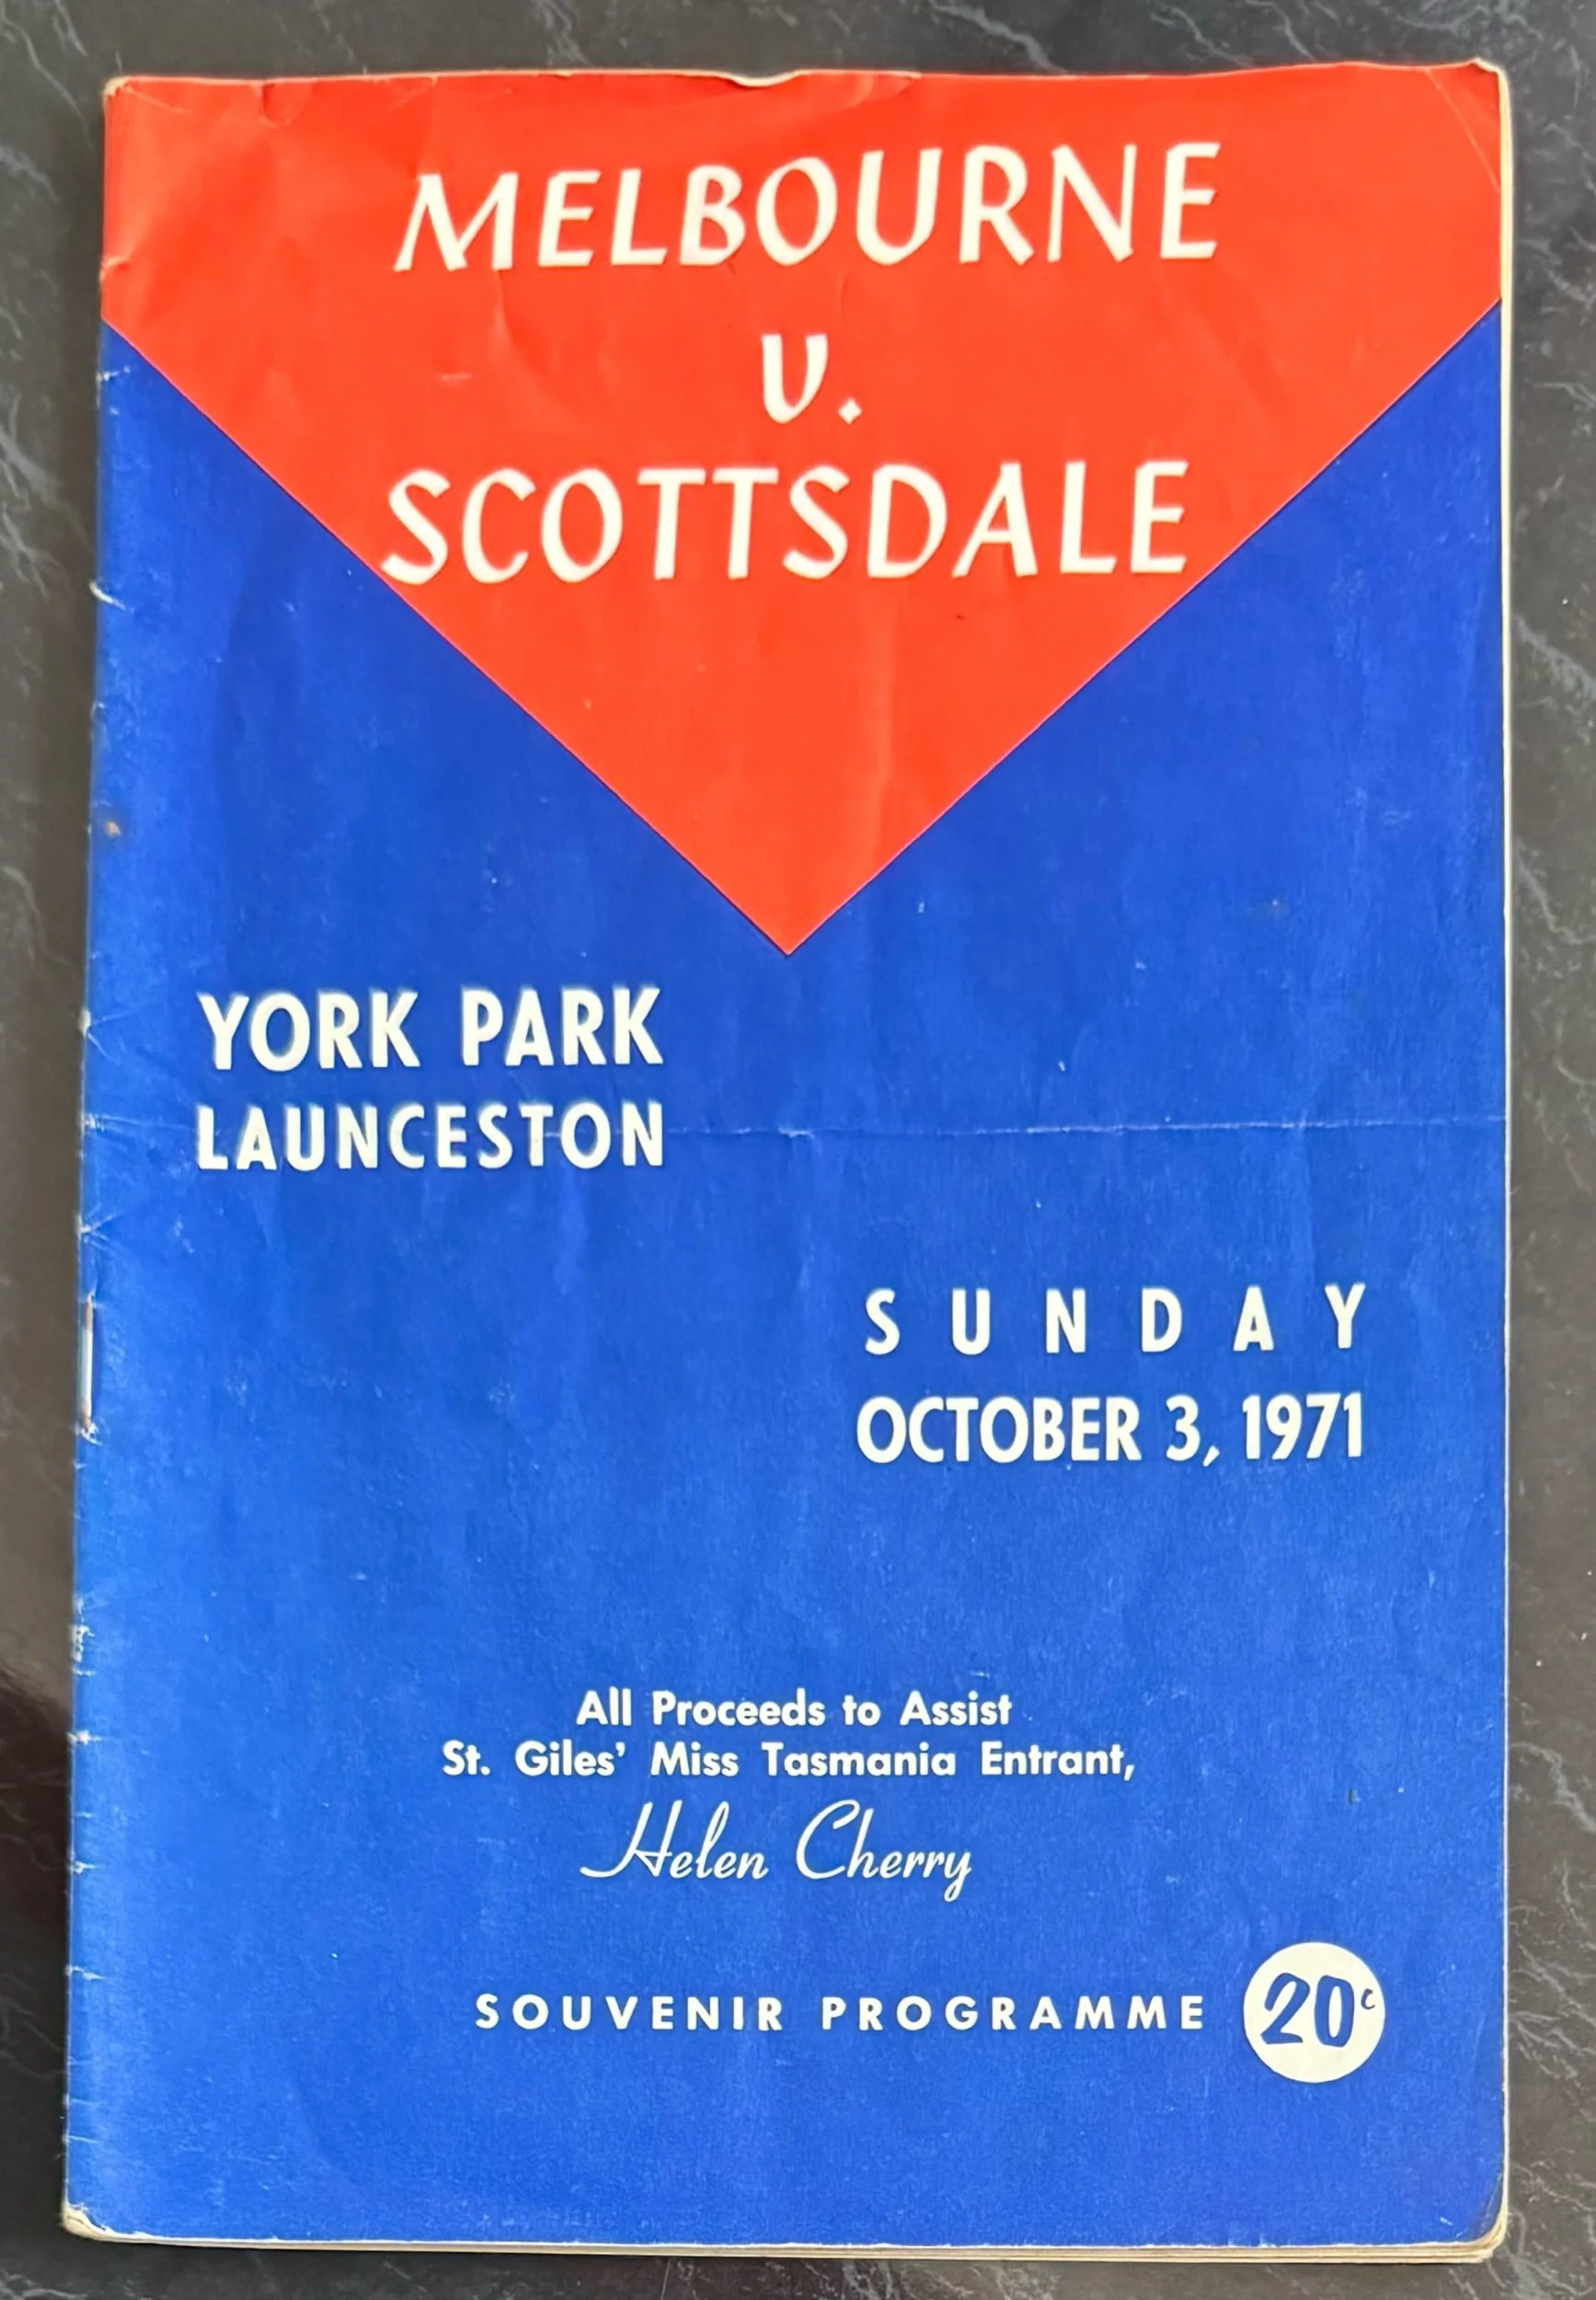 MELBOURNE
v.
SCOTTSDALE
YORK PARK
LAUNCESTON
SUNDAY
OCTOBER 3, 1971
All Proceeds to Assist
St. Giles' Miss Tasmania Entrant,
Helen Cherry
SOUVENIR PROGRAMME 20c